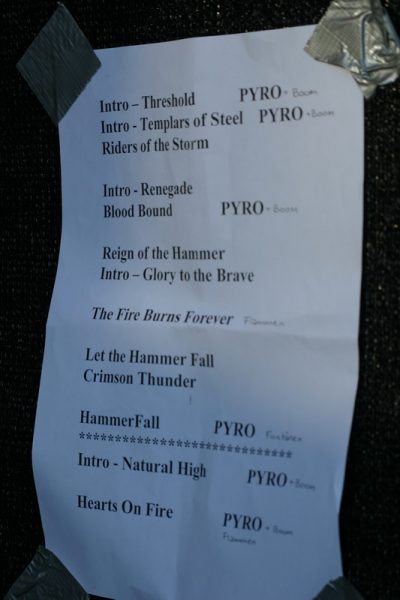 Intro – Threshold PYRO + Boom
Intro - Templars of Steel PYRO + Boom
Riders of the Storm
Intro - Renegade
Blood Bound PYRO + Boom
Reign of the Hammer
Intro – Glory to the Brave
The Fire Burns Forever Flammen
Let the Hammer Fall
Crimson Thunder
HammerFall PYRO
***************************
Intro - Natural High PYRO + Boom
Hearts On Fire PYRO + Boom
Flammen